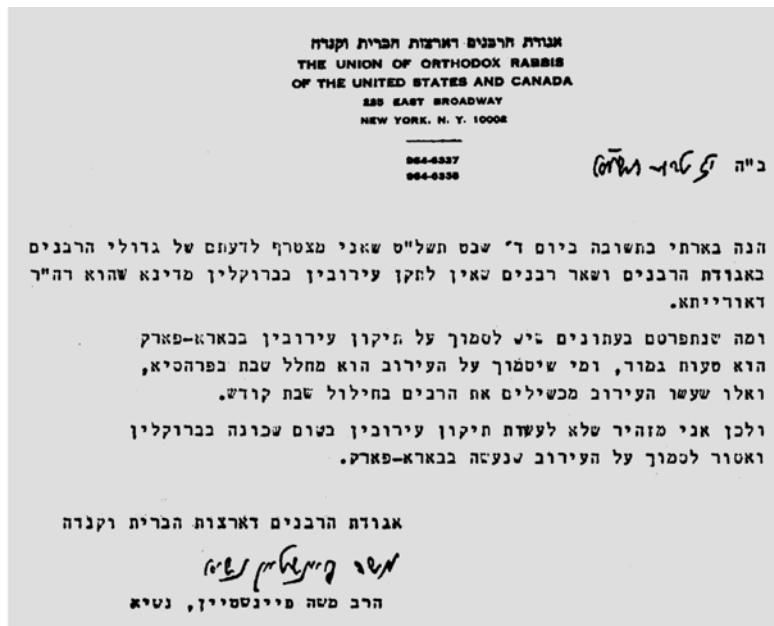 אגודת הרבנים דארצות הברית וקנדה
THE UNION OF ORTHODOX RABBIS
OF THE UNITED STATES AND CANADA
235 EAST BROADWAY
NEW YORK, N. Y. 10002
964-6337
964-6338
ב"ה
הנה בארתי בתשובה ביום ד' שבט תשל"ט שאני מצטרף לדעתם של גדולי הרבנים
באגודת הרבנים ושאר רבנים שאין לתקן עירובין בברוקלין מדינא שהוא רה"ר
דאורייתא.
ומה שנתפרסם בעתונים שיש לסמוך על תיקון עירובין בבארא-פארק
הוא טעות גמור, ומי שיסמוך על העירוב הוא מחלל שבת בפרהסיא,
ואלו שעשו העירוב מכשילים את הרבים בחילול שבת קודש.
ולכן אני מזהיר שלא לעשות תיקון עירובין בשום שכונה בברוקלין
ואסור לסמוך על העירוב שנעשה בבארא-פארק.
אגודת הרבנים דארצות הברית וקנדה
משה פיינשטיין נשיא
הרב משה פיינשטיין, נשיא